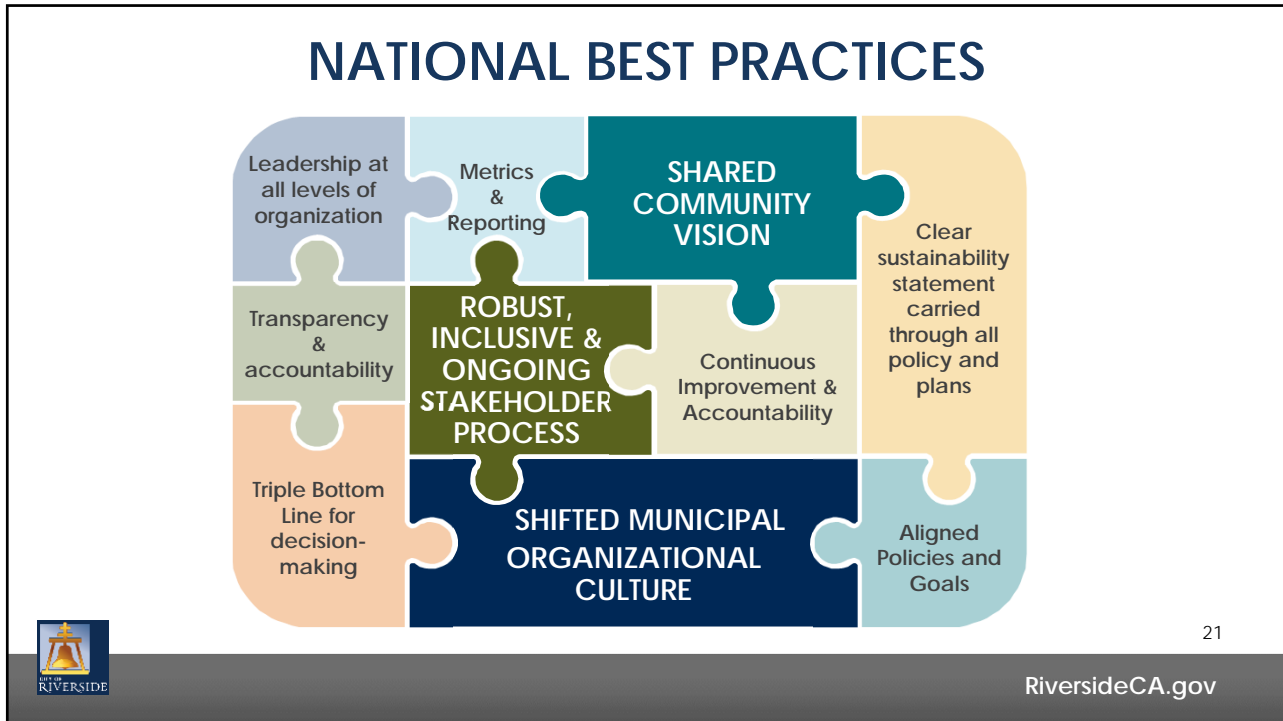 NATIONAL BEST PRACTICES
Leadership at
all levels of
organization
Metrics
&
Reporting
SHARED
COMMUNITY
VISION
Clear
sustainability
statement
carried
through all
policy and
plans
Transparency
&
accountability
ROBUST,
INCLUSIVE &
ONGOING
STAKEHOLDER
PROCESS
Continuous
Improvement &
Accountability
Triple Bottom
Line for
decision-
making
SHIFTED MUNICIPAL
ORGANIZATIONAL
CULTURE
Aligned
Policies and
Goals
21
CITY OF
RIVERSIDE
RiversideCA.gov